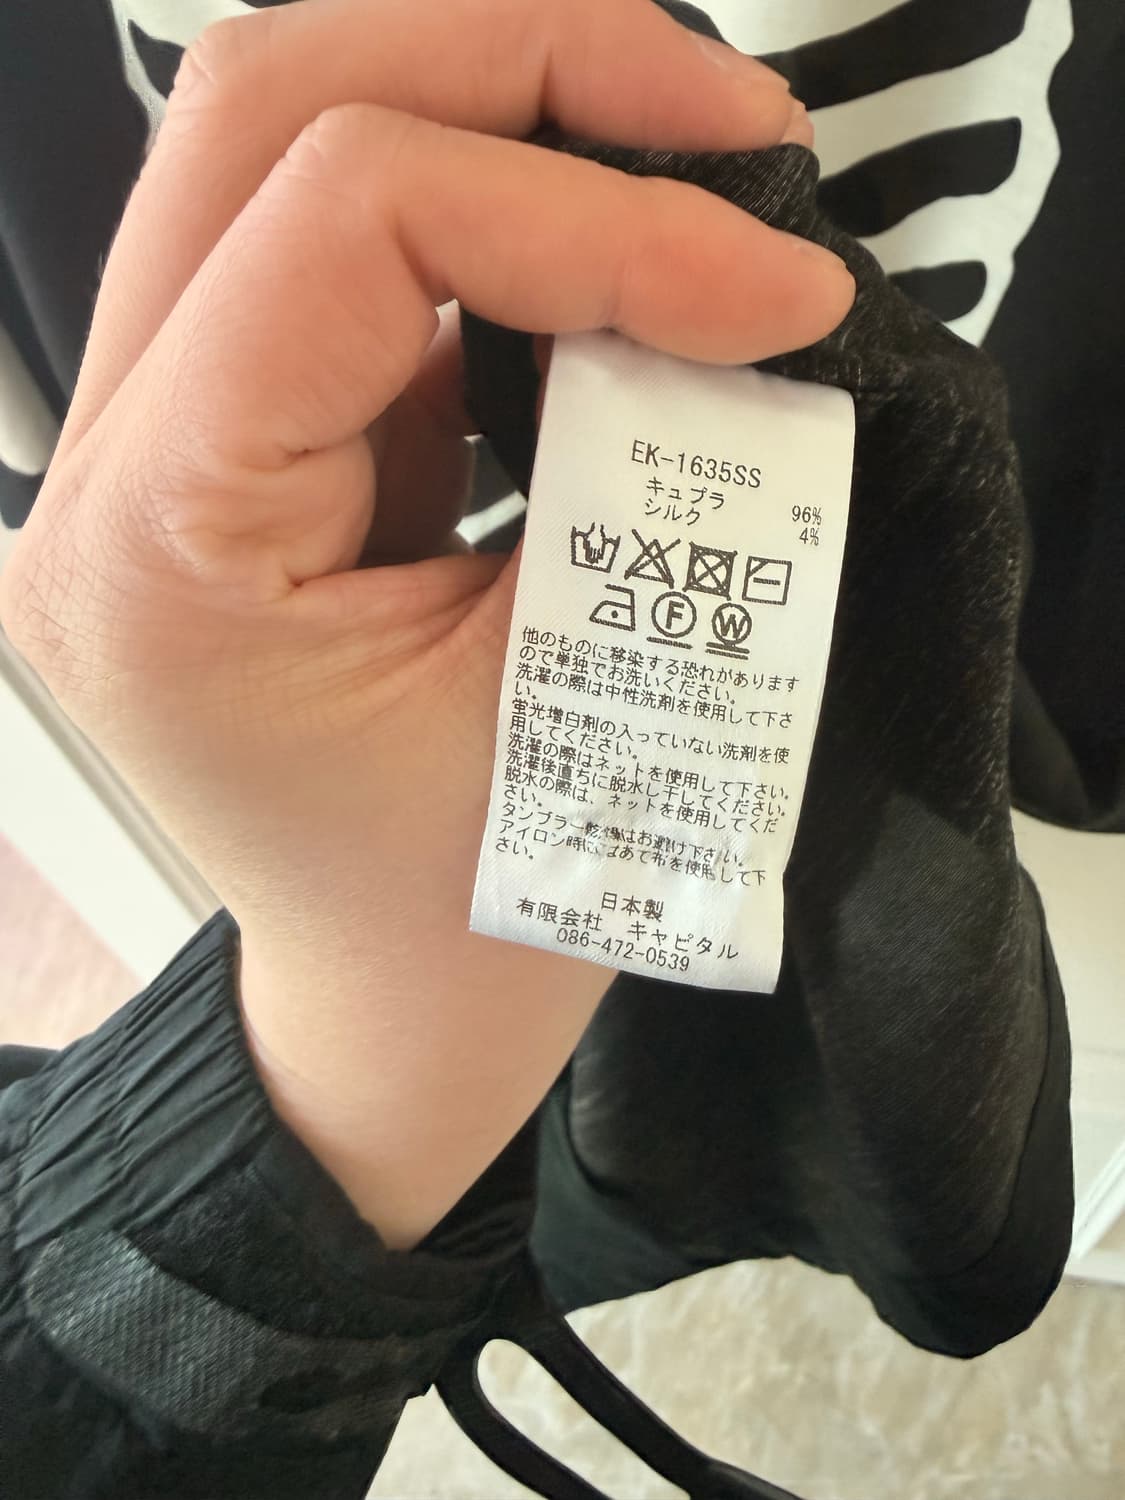 EK-1635SS
キュプラ 96%
シルク 4%
F W
他のものに移染する恐れがあります
ので単独でお洗いください。
洗濯の際は中性洗剤を使用して下さ
い。
蛍光増白剤の入っていない洗剤を使
用してください。
洗濯の際はネットを使用して下さい。
洗濯後直ちに脱水し干してください。
脱水の際は、ネットを使用してくだ
さい。
タンブラー乾燥はお避け下さい。
アイロン時にはあて布を使用して下
さい。
日本製
有限会社 キャピタル
086-472-0539